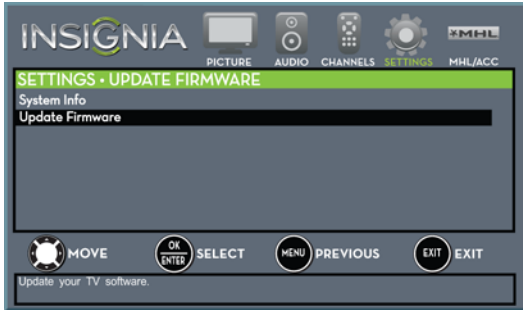 INSIGNIA
PICTURE AUDIO CHANNELS SETTINGS MHL/ACC
MHL
SETTINGS • UPDATE FIRMWARE
System Info
Update Firmware
MOVE OK ENTER SELECT MENU PREVIOUS EXIT EXIT
Update your TV software.